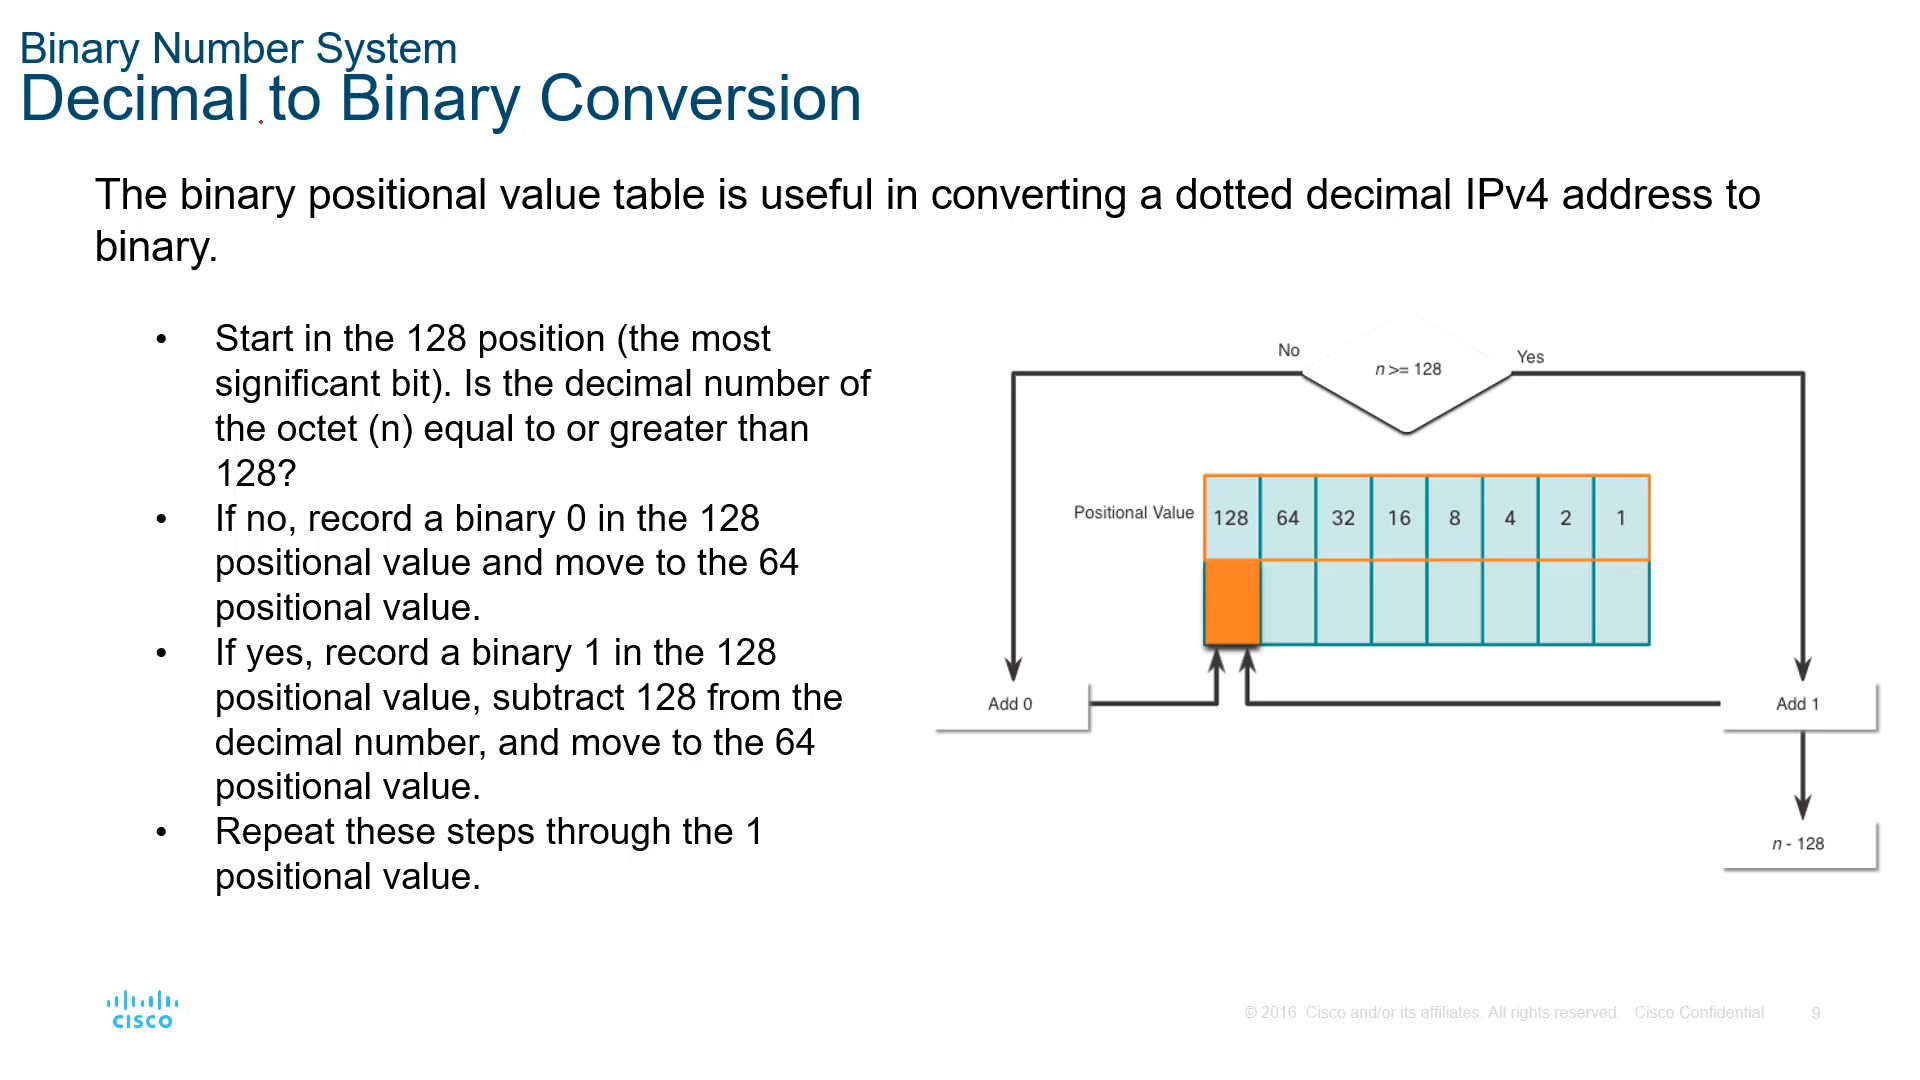 Binary Number System
Decimal to Binary Conversion
The binary positional value table is useful in converting a dotted decimal IPv4 address to
binary.
• Start in the 128 position (the most
significant bit). Is the decimal number of
the octet (n) equal to or greater than
128?
• If no, record a binary 0 in the 128
positional value and move to the 64
positional value.
• If yes, record a binary 1 in the 128
positional value, subtract 128 from the
decimal number, and move to the 64
positional value.
• Repeat these steps through the 1
positional value.
No
n >= 128
Yes
Positional Value 128 64 32 16 8 4 2 1
Add 0
Add 1
n - 128
CISCO
© 2016 Cisco and/or its affiliates. All rights reserved. Cisco Confidential 9